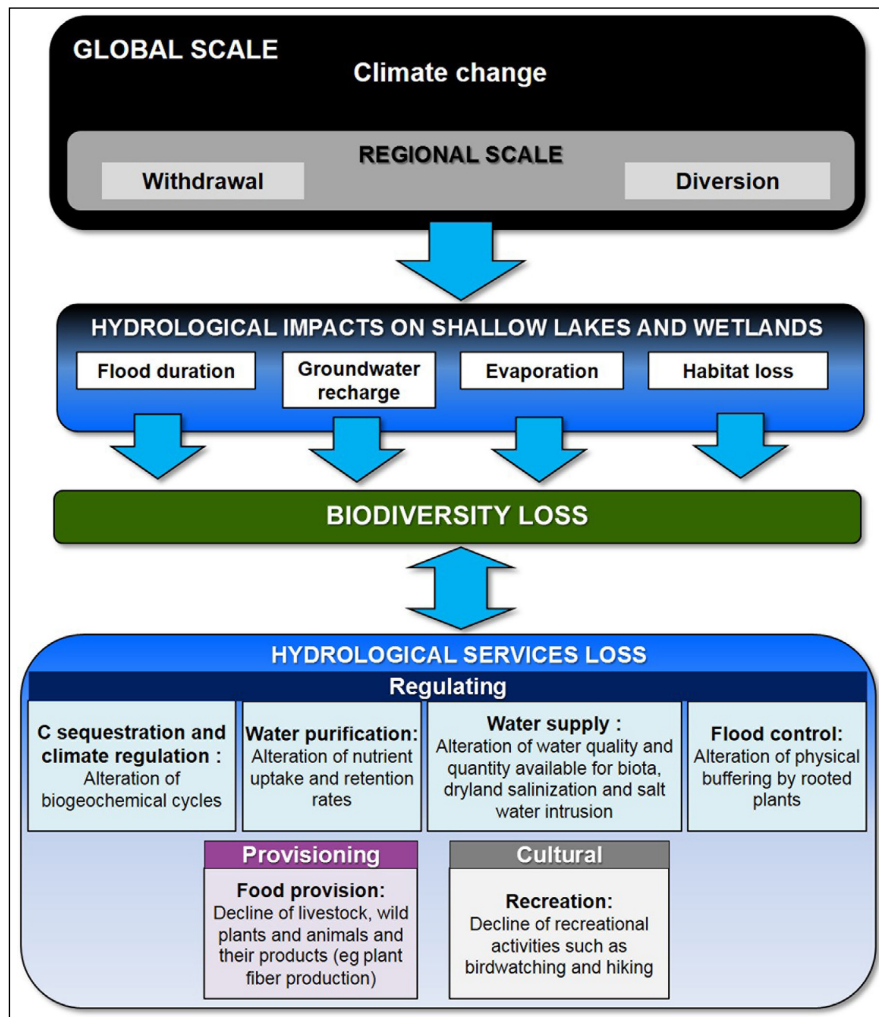 GLOBAL SCALE
Climate change
REGIONAL SCALE
Withdrawal
Diversion
HYDROLOGICAL IMPACTS ON SHALLOW LAKES AND WETLANDS
Flood duration
Groundwater
recharge
Evaporation
Habitat loss
BIODIVERSITY LOSS
HYDROLOGICAL SERVICES LOSS
Regulating
C sequestration and
climate regulation :
Alteration of
biogeochemical cycles
Water purification:
Alteration of nutrient
uptake and retention
rates
Water supply :
Alteration of water quality and
quantity available for biota,
dryland salinization and salt
water intrusion
Flood control:
Alteration of physical
buffering by rooted
plants
Provisioning
Food provision:
Decline of livestock, wild
plants and animals and
their products (eg plant
fiber production)
Cultural
Recreation:
Decline of recreational
activities such as
birdwatching and hiking